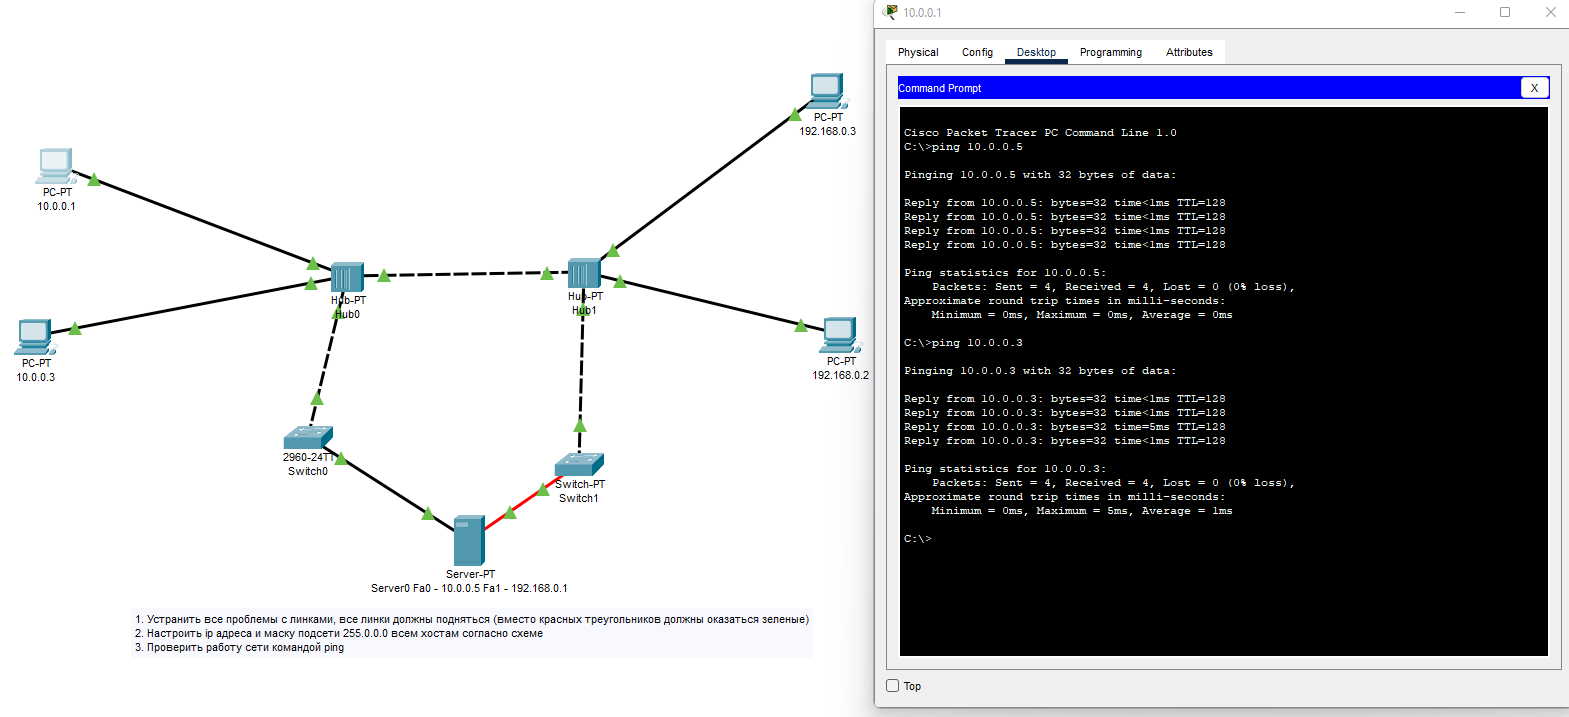 PC-PT
10.0.0.1
PC-PT
10.0.0.3
Hub-PT
Hub0
Hub-PT
Hub1
PC-PT
192.168.0.3
PC-PT
192.168.0.2
2960-24TT
Switch0
Switch-PT
Switch1
Server-PT
Server0 Fa0 - 10.0.0.5 Fa1 - 192.168.0.1
1. Устранить все проблемы с линками, все линки должны подняться (вместо красных треугольников должны оказаться зеленые)
2. Настроить ip адреса и маску подсети 255.0.0.0 всем хостам согласно схеме
3. Проверить работу сети командой ping
10.0.0.1
Physical Config Desktop Programming Attributes
Command Prompt X
Cisco Packet Tracer PC Command Line 1.0
C:\>ping 10.0.0.5
Pinging 10.0.0.5 with 32 bytes of data:
Reply from 10.0.0.5: bytes=32 time<1ms TTL=128
Reply from 10.0.0.5: bytes=32 time<1ms TTL=128
Reply from 10.0.0.5: bytes=32 time<1ms TTL=128
Reply from 10.0.0.5: bytes=32 time<1ms TTL=128
Ping statistics for 10.0.0.5:
Packets: Sent = 4, Received = 4, Lost = 0 (0% loss),
Approximate round trip times in milli-seconds:
Minimum = 0ms, Maximum = 0ms, Average = 0ms
C:\>ping 10.0.0.3
Pinging 10.0.0.3 with 32 bytes of data:
Reply from 10.0.0.3: bytes=32 time<1ms TTL=128
Reply from 10.0.0.3: bytes=32 time<1ms TTL=128
Reply from 10.0.0.3: bytes=32 time=5ms TTL=128
Reply from 10.0.0.3: bytes=32 time<1ms TTL=128
Ping statistics for 10.0.0.3:
Packets: Sent = 4, Received = 4, Lost = 0 (0% loss),
Approximate round trip times in milli-seconds:
Minimum = 0ms, Maximum = 5ms, Average = 1ms
C:\>
Top